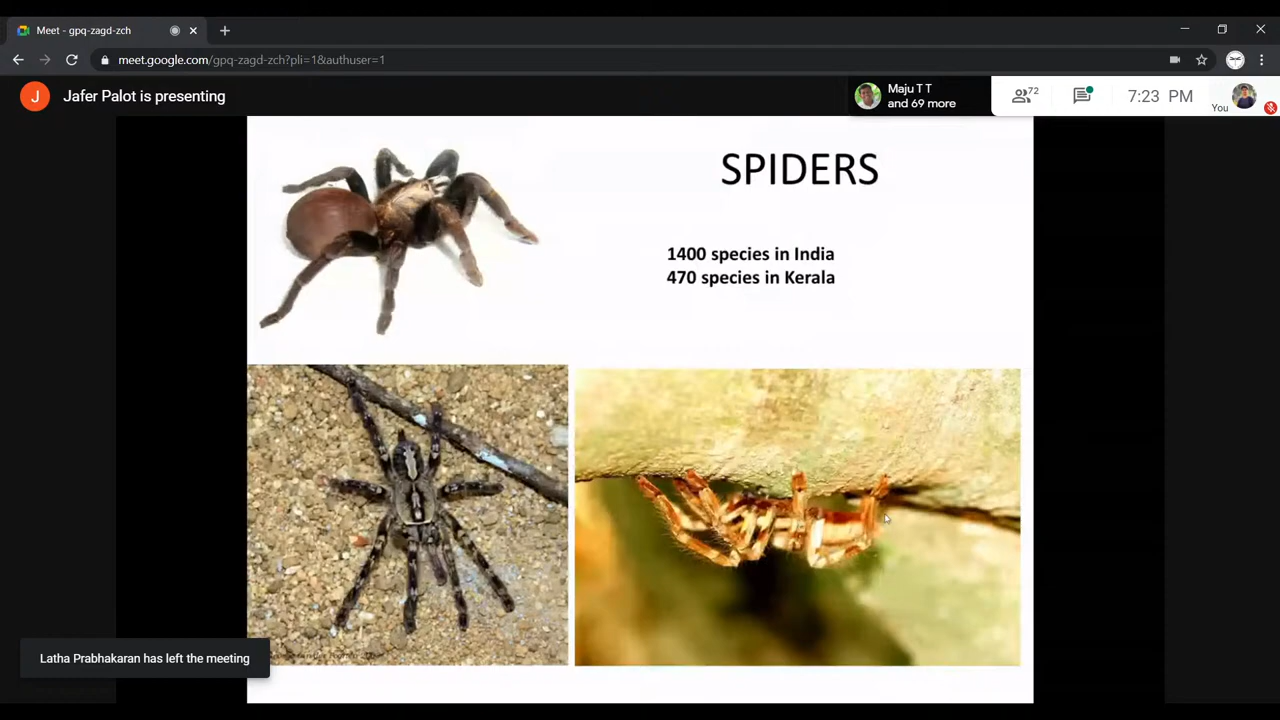 Meet - gpq-zagd-zch
meet.google.com/gpq-zagd-zch?pli=1&authuser=1
J
Jafer Palot is presenting
Maju T T
and 69 more
72
7:23 PM
You
SPIDERS
1400 species in India
470 species in Kerala
Latha Prabhakaran has left the meeting